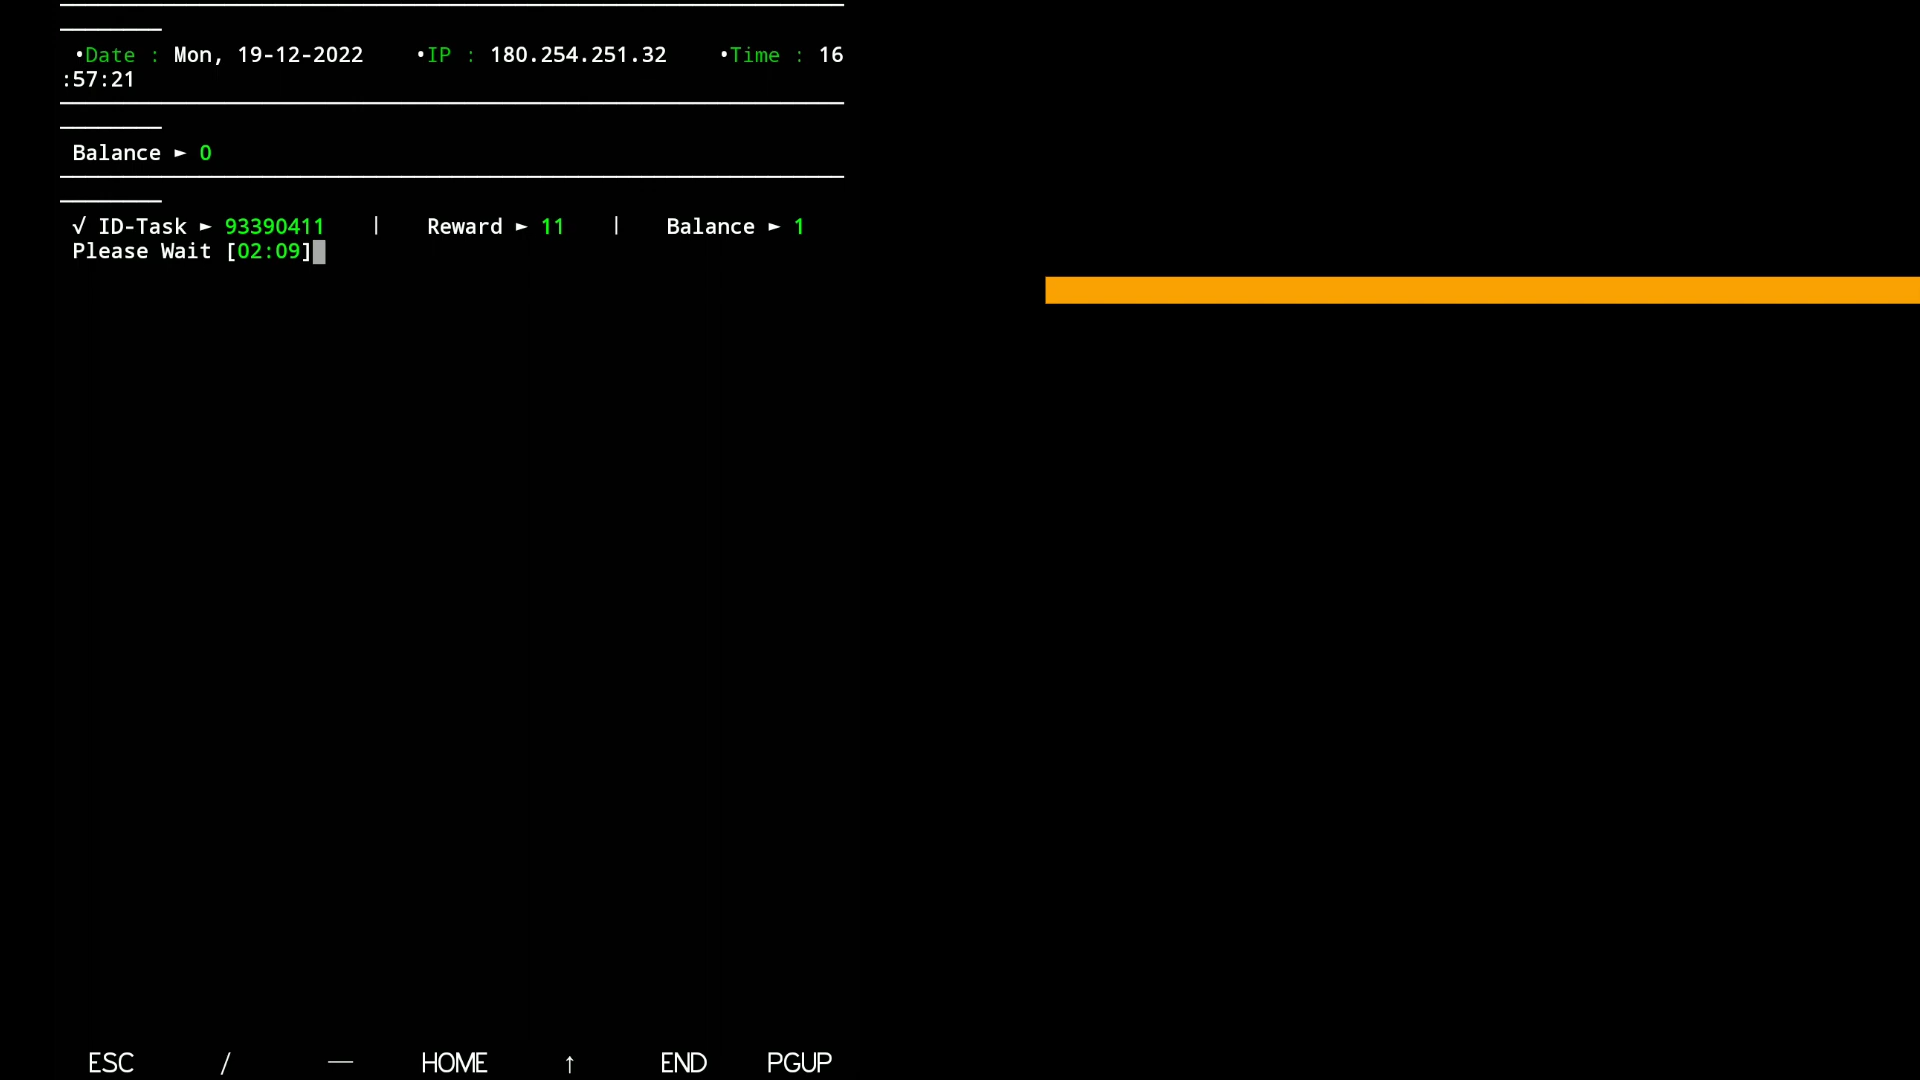 •Date : Mon, 19-12-2022 •IP : 180.254.251.32 •Time : 16
:57:21
Balance ► 0
√ ID-Task ► 93390411 | Reward ► 11 | Balance ► 1
Please Wait [02:09]
ESC / — HOME ↑ END PGUP